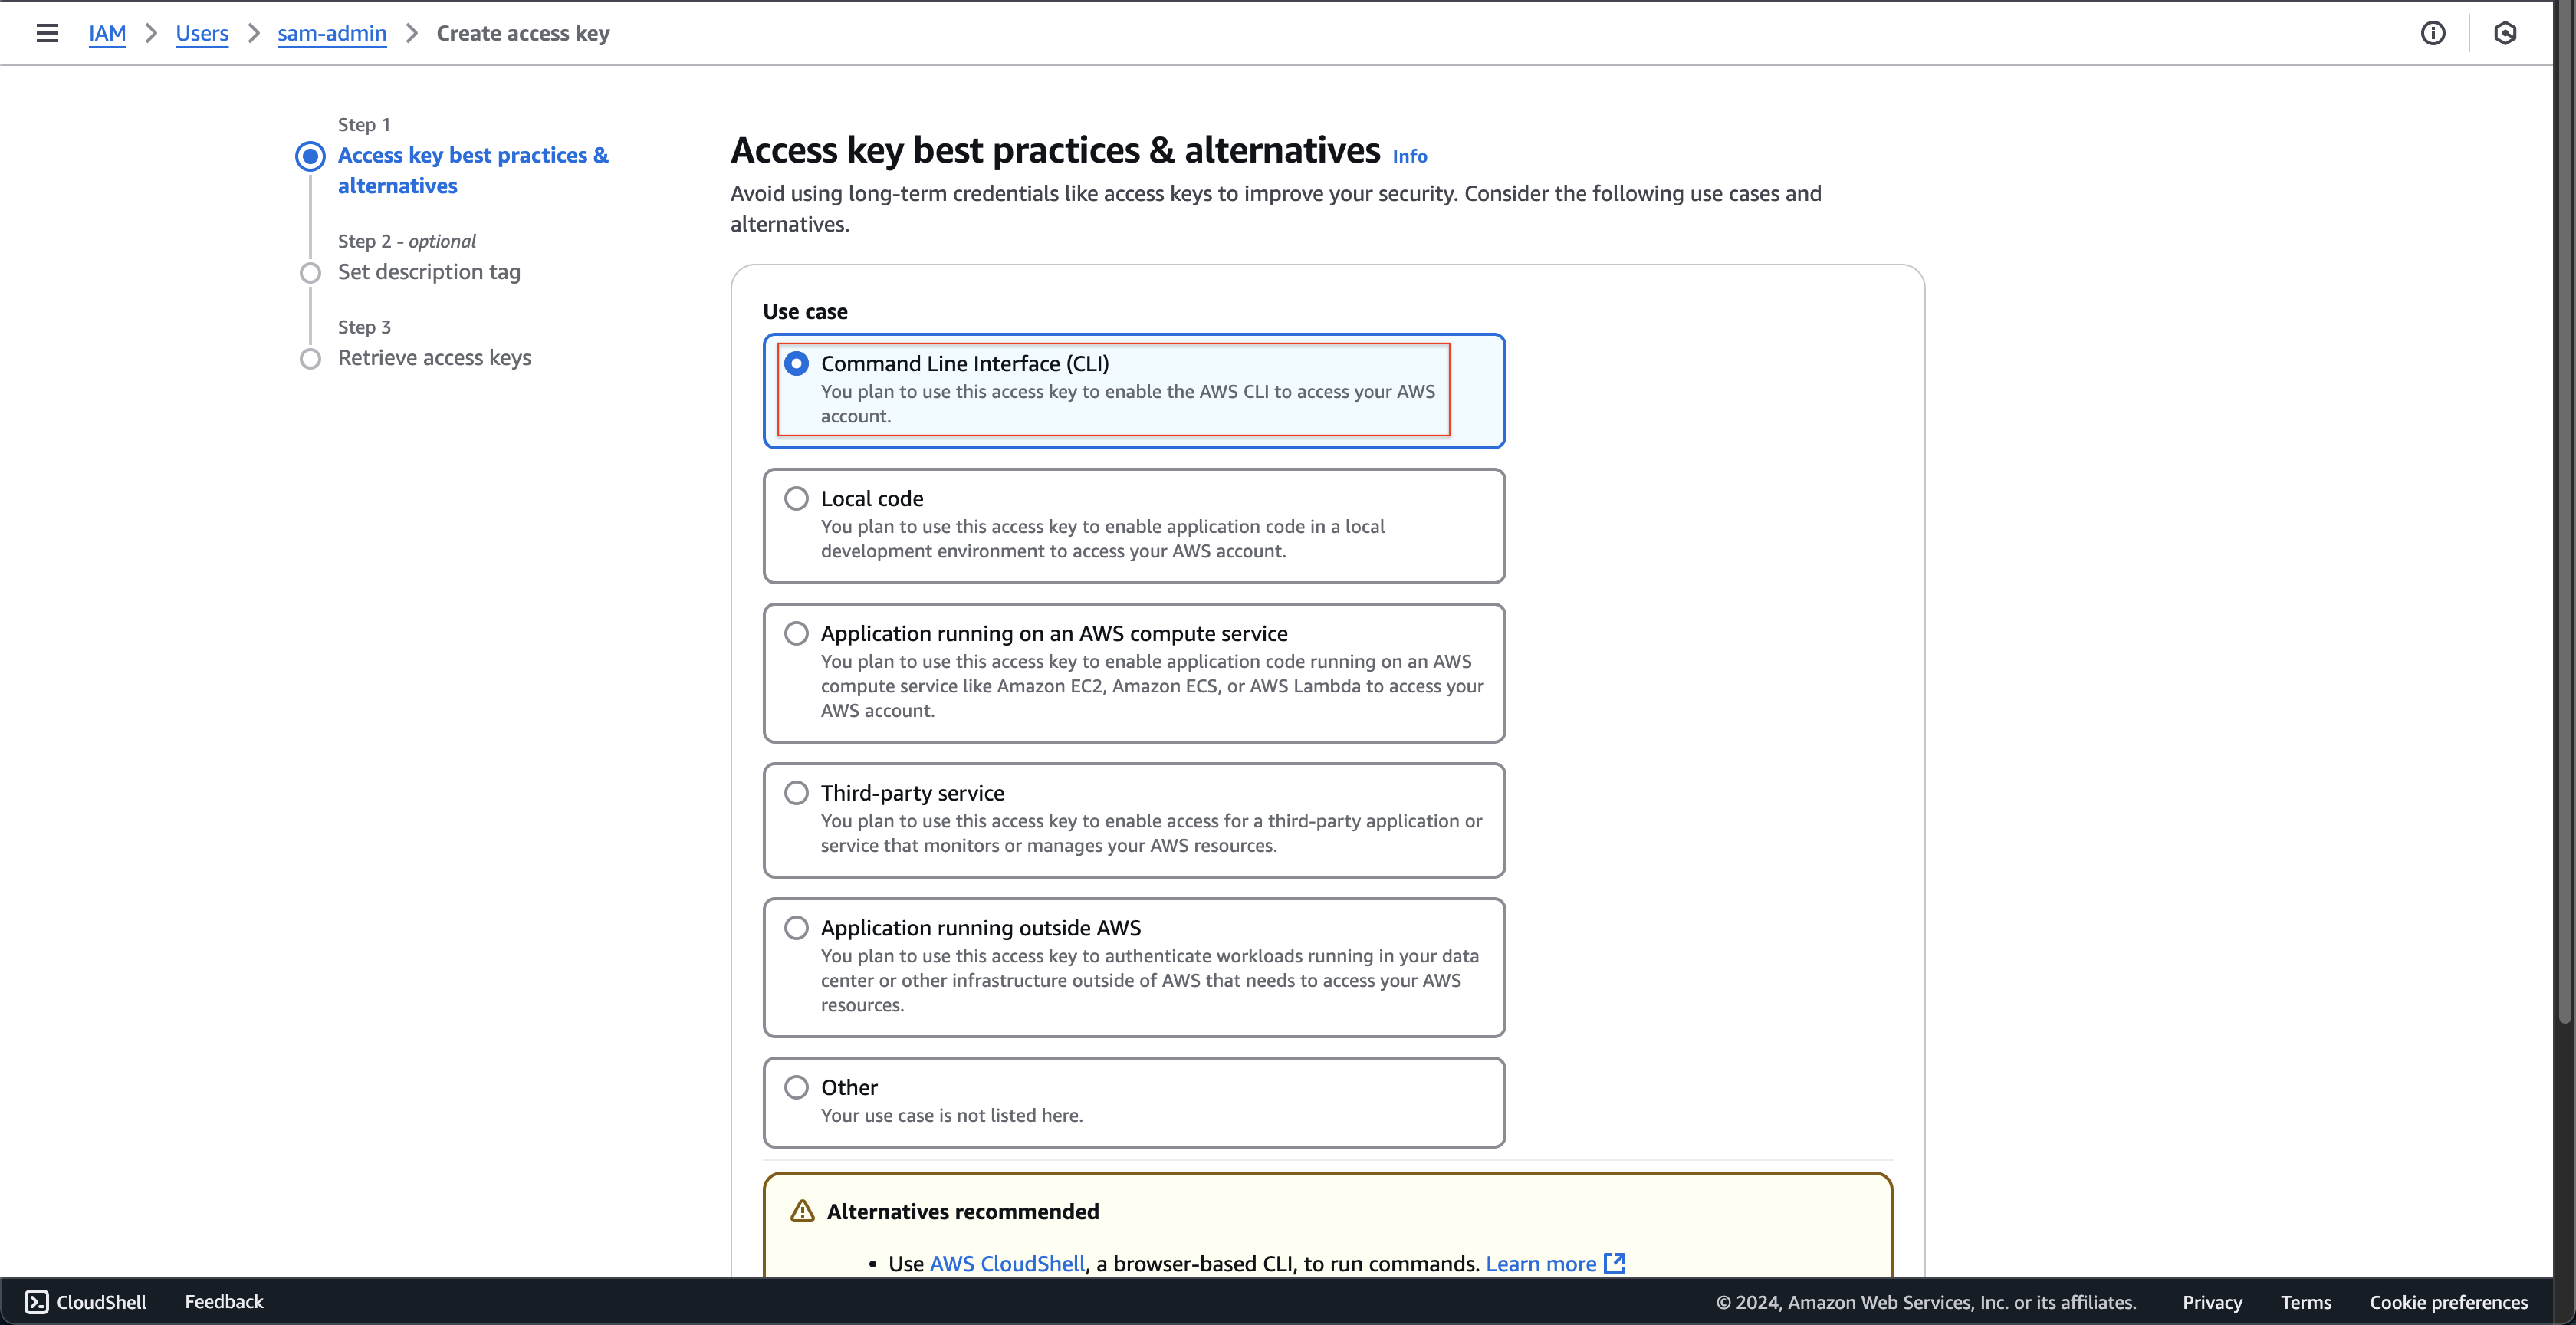 IAM > Users > sam-admin > Create access key
Step 1
Access key best practices &
alternatives
Step 2 - optional
Set description tag
Step 3
Retrieve access keys
Access key best practices & alternatives Info
Avoid using long-term credentials like access keys to improve your security. Consider the following use cases and
alternatives.
Use case
Command Line Interface (CLI)
You plan to use this access key to enable the AWS CLI to access your AWS
account.
Local code
You plan to use this access key to enable application code in a local
development environment to access your AWS account.
Application running on an AWS compute service
You plan to use this access key to enable application code running on an AWS
compute service like Amazon EC2, Amazon ECS, or AWS Lambda to access your
AWS account.
Third-party service
You plan to use this access key to enable access for a third-party application or
service that monitors or manages your AWS resources.
Application running outside AWS
You plan to use this access key to authenticate workloads running in your data
center or other infrastructure outside of AWS that needs to access your AWS
resources.
Other
Your use case is not listed here.
Alternatives recommended
• Use AWS CloudShell, a browser-based CLI, to run commands. Learn more
CloudShell Feedback © 2024, Amazon Web Services, Inc. or its affiliates. Privacy Terms Cookie preferences